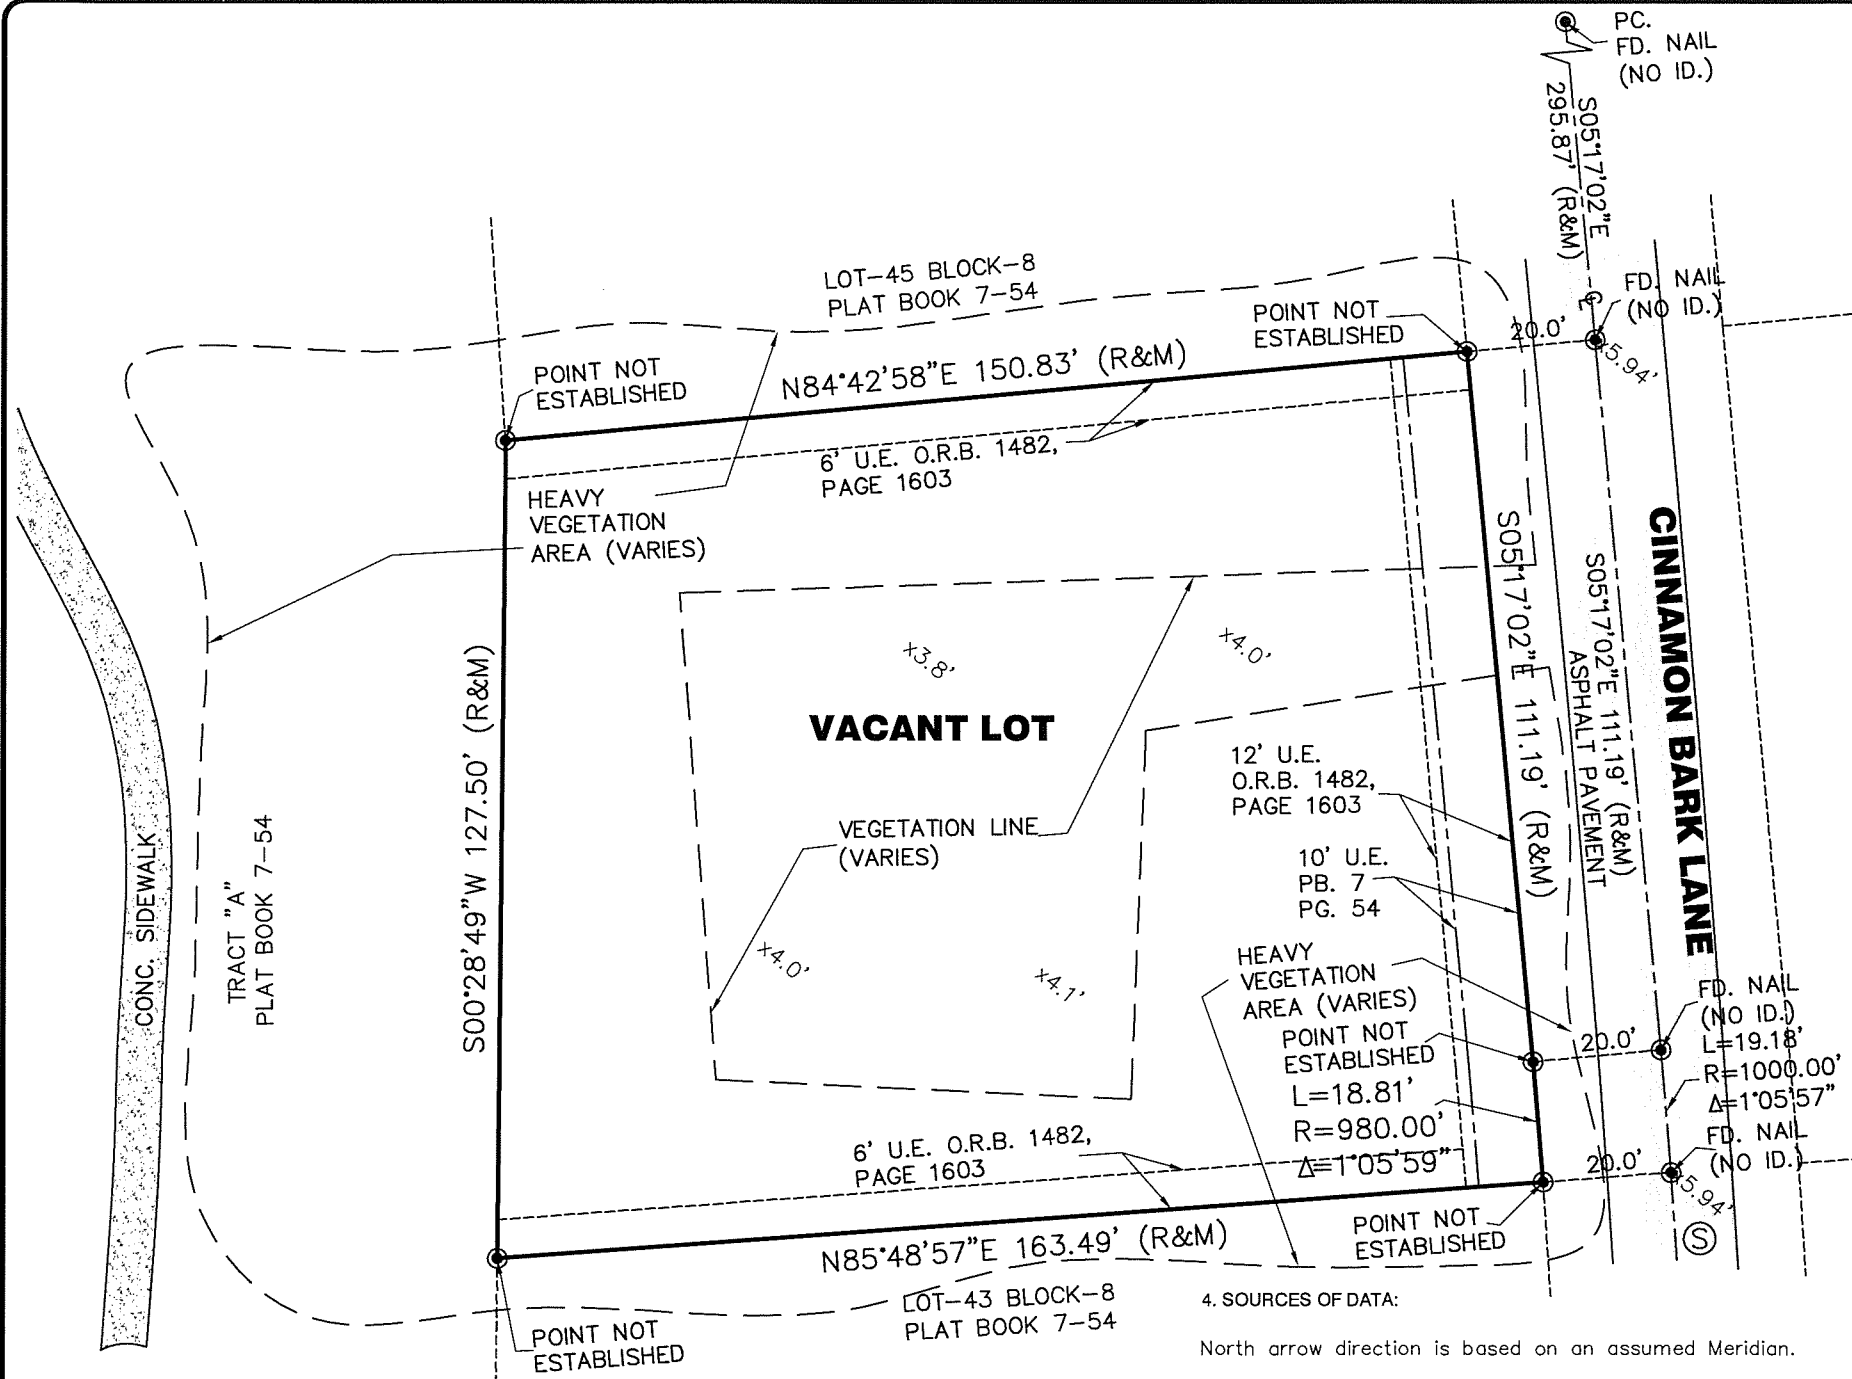 PC.
FD. NAIL
(NO ID.)
S05°17'02"E
295.87' (R&M)
LOT-45 BLOCK-8
PLAT BOOK 7-54
POINT NOT
ESTABLISHED
20.0'
℄
FD. NAIL
(NO ID.)
5.94'
POINT NOT
ESTABLISHED
N84°42'58"E 150.83' (R&M)
6' U.E. O.R.B. 1482,
PAGE 1603
HEAVY
VEGETATION
AREA (VARIES)
S05°17'02"E 111.19' (R&M)
S05°17'02"E 111.19' (R&M)
ASPHALT PAVEMENT
CINNAMON BARK LANE
x3.8'
x4.0'
VACANT LOT
S00°28'49"W 127.50' (R&M)
12' U.E.
O.R.B. 1482,
PAGE 1603
VEGETATION LINE
(VARIES)
10' U.E.
PB. 7
PG. 54
CONC. SIDEWALK
TRACT "A"
PLAT BOOK 7-54
x4.0'
x4.1'
HEAVY
VEGETATION
AREA (VARIES)
POINT NOT
ESTABLISHED
L=18.81'
R=980.00'
Δ=1°05'59"
20.0'
FD. NAIL
(NO ID.)
L=19.18'
R=1000.00'
Δ=1°05'57"
FD. NAIL
(NO ID.)
20.0'
5.94'
S
6' U.E. O.R.B. 1482,
PAGE 1603
POINT NOT
ESTABLISHED
N85°48'57"E 163.49' (R&M)
LOT-43 BLOCK-8
PLAT BOOK 7-54
POINT NOT
ESTABLISHED
4. SOURCES OF DATA:
North arrow direction is based on an assumed Meridian.